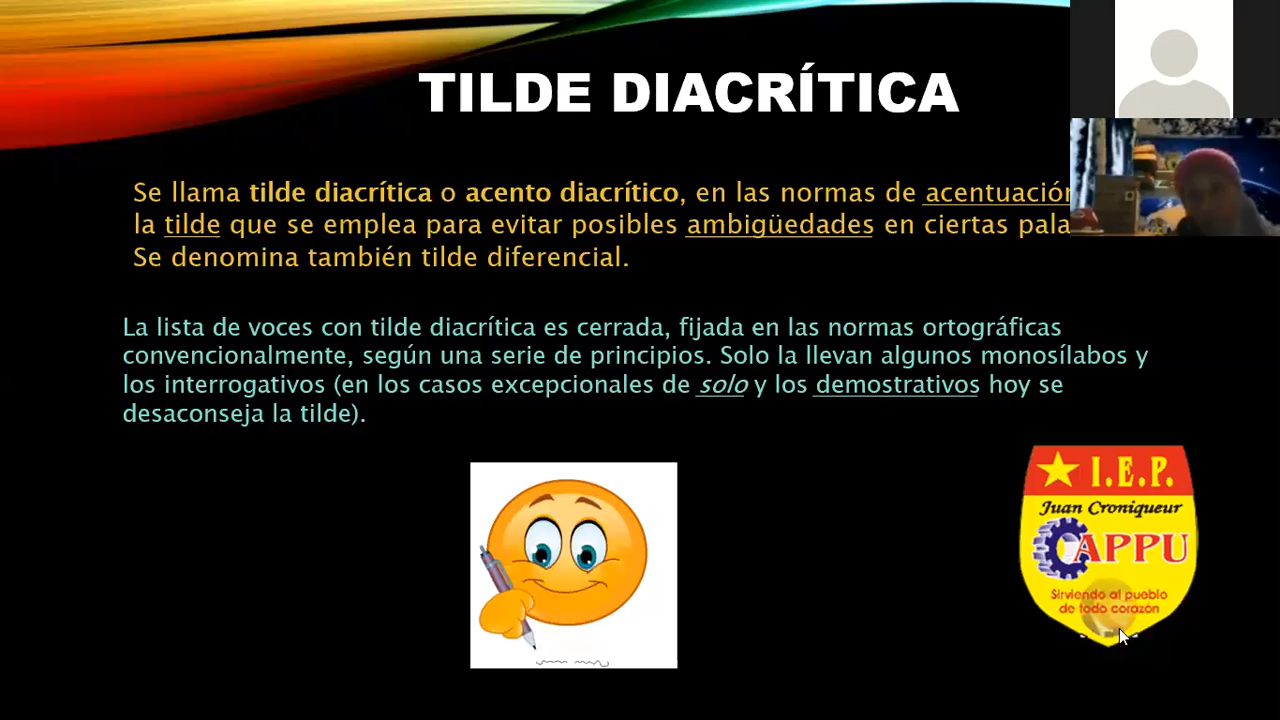 TILDE DIACRÍTICA
Se llama tilde diacrítica o acento diacrítico, en las normas de acentuación
la tilde que se emplea para evitar posibles ambigüedades en ciertas
Se denomina también tilde diferencial.
La lista de voces con tilde diacrítica es cerrada, fijada en las normas ortográficas
convencionalmente, según una serie de principios. Solo la llevan algunos monosílabos y
los interrogativos (en los casos excepcionales de solo y los demostrativos hoy se
desaconseja la tilde).
I.E.P.
Juan Croniqueur
CAPPU
Sirviendo al pueblo
de todo corazón